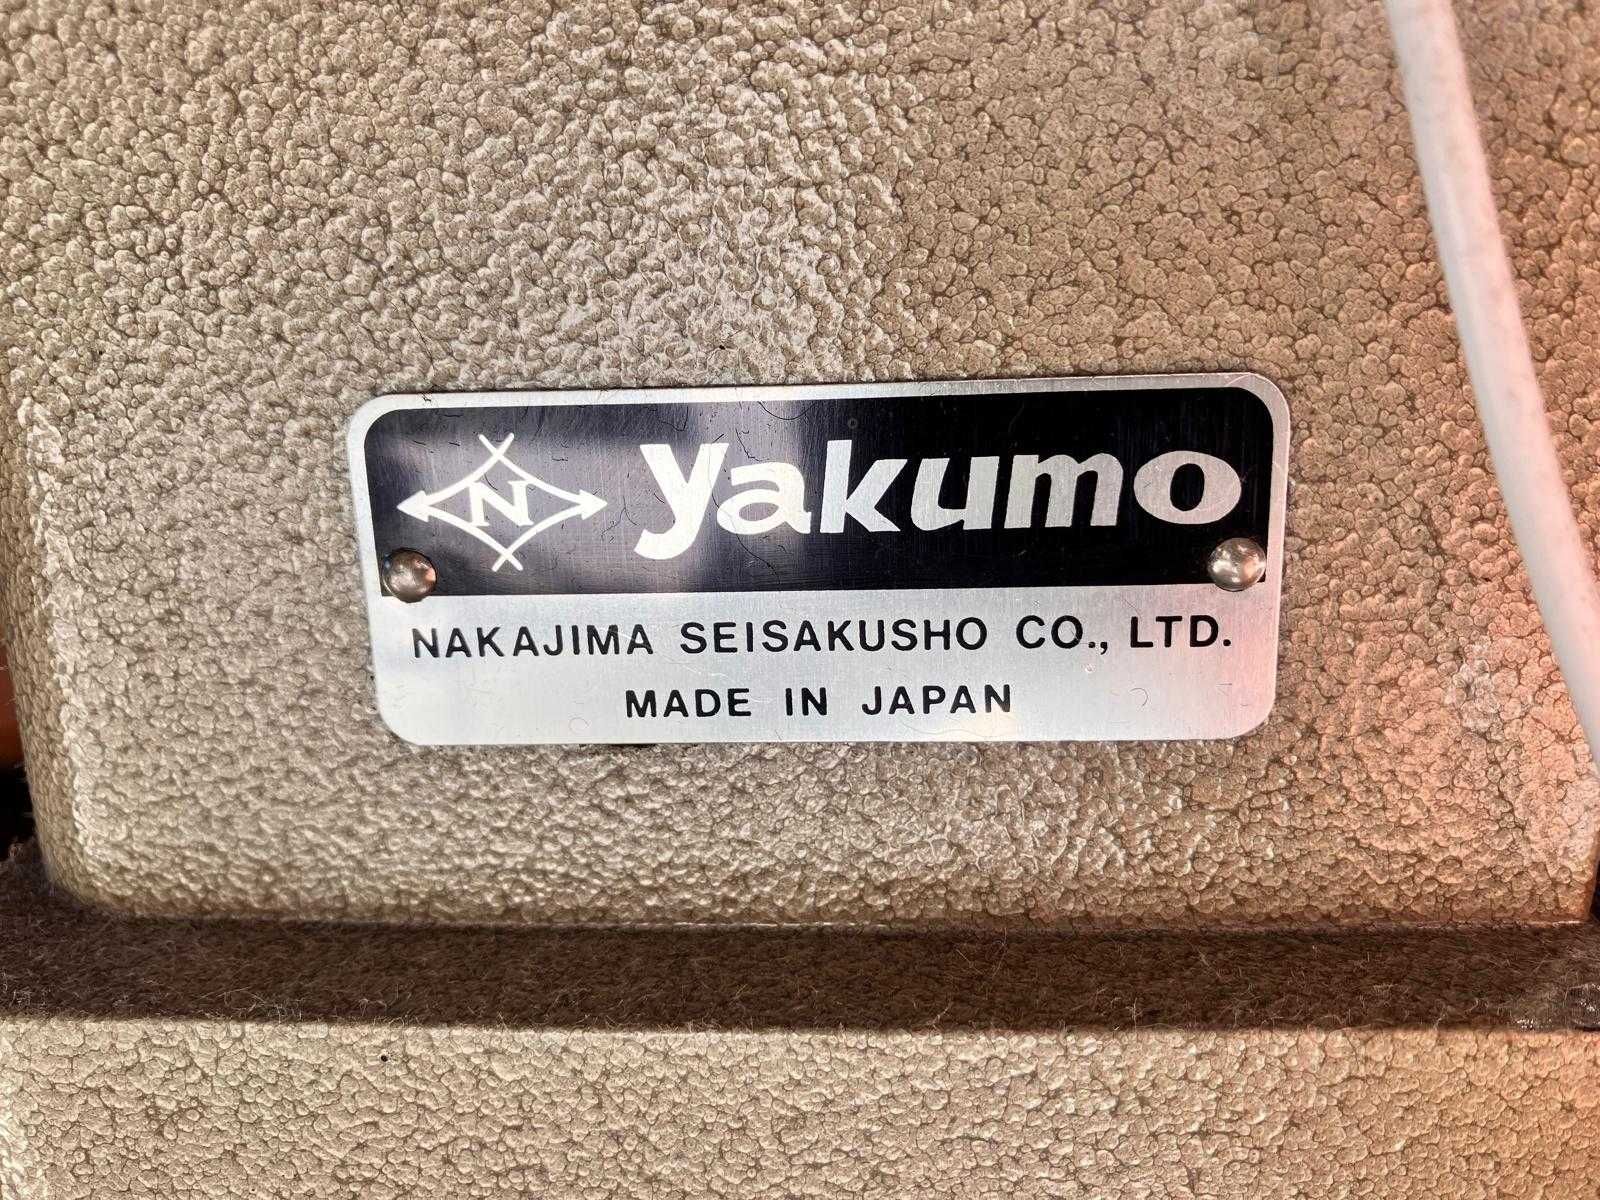 N yakumo
NAKAJIMA SEISAKUSHO CO., LTD.
MADE IN JAPAN